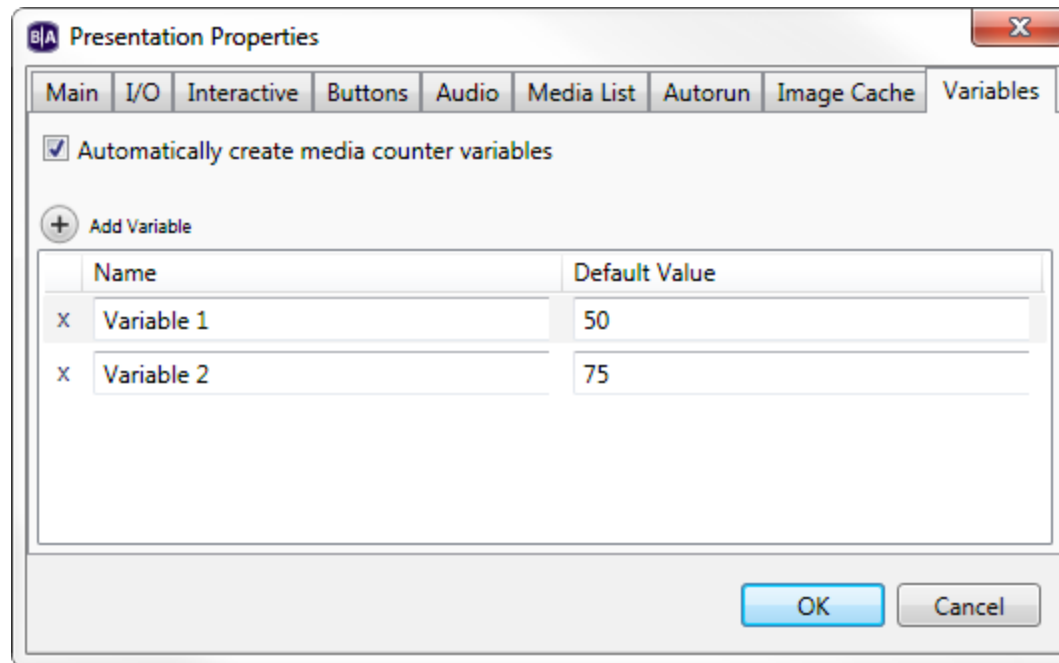 B|A Presentation Properties
Main I/O Interactive Buttons Audio Media List Autorun Image Cache Variables
Automatically create media counter variables
+ Add Variable
Name Default Value
x Variable 1 50
x Variable 2 75
OK Cancel